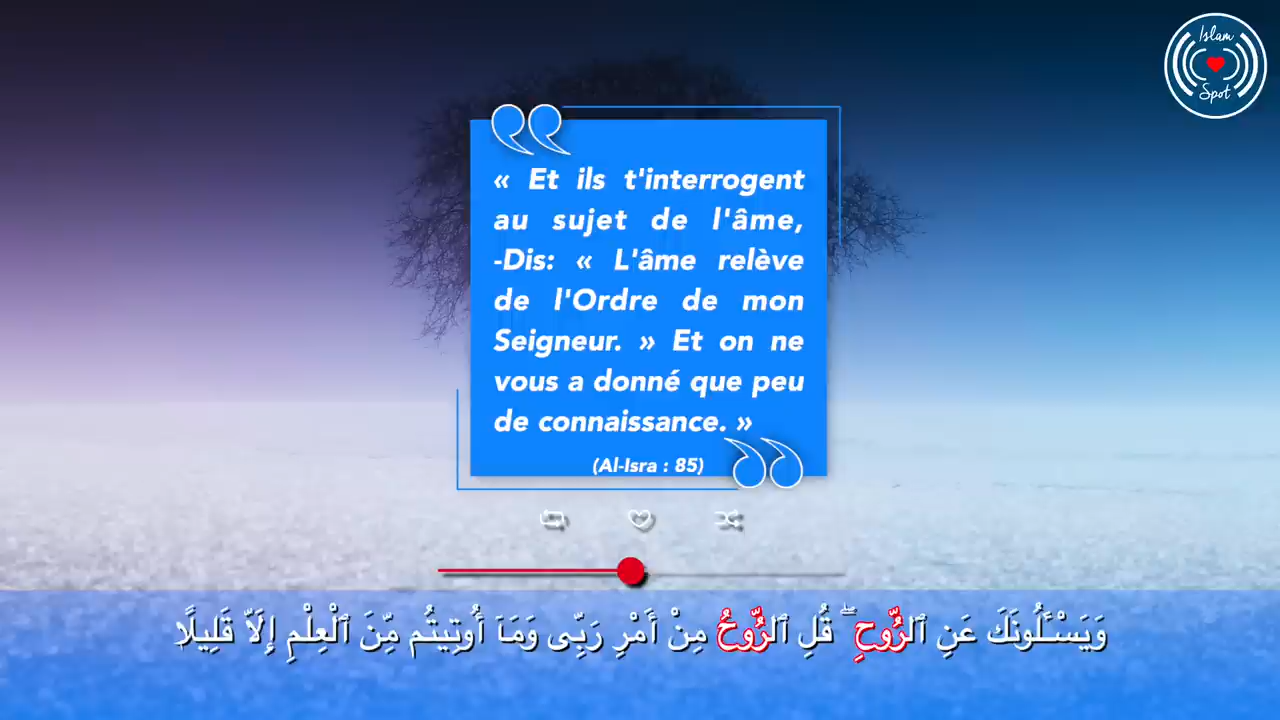 Islam
Spot
« Et ils t'interrogent
au sujet de l'âme,
-Dis: « L'âme relève
de l'Ordre de mon
Seigneur. » Et on ne
vous a donné que peu
de connaissance. »
(Al-Isra : 85)
وَيَسْـَٔلُونَكَ عَنِ ٱلرُّوحِ ۖ قُلِ ٱلرُّوحُ مِنْ أَمْرِ رَبِّى وَمَآ أُوتِيتُم مِّنَ ٱلْعِلْمِ إِلَّا قَلِيلًا